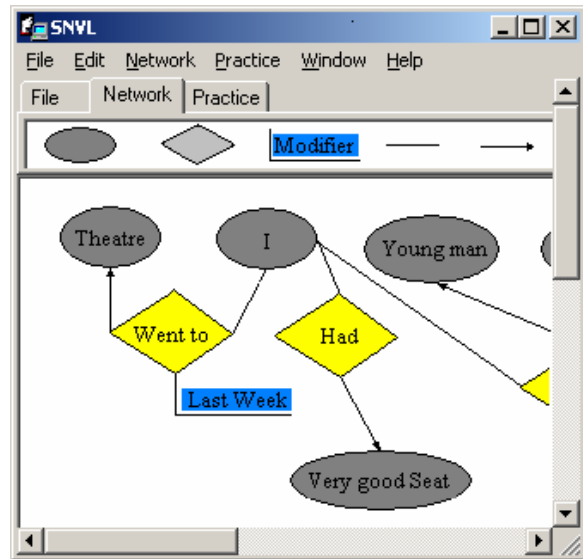 SNVL
File Edit Network Practice Window Help
File Network Practice
Modifier
Theatre I Young man
Went to Had
Last Week
Very good Seat